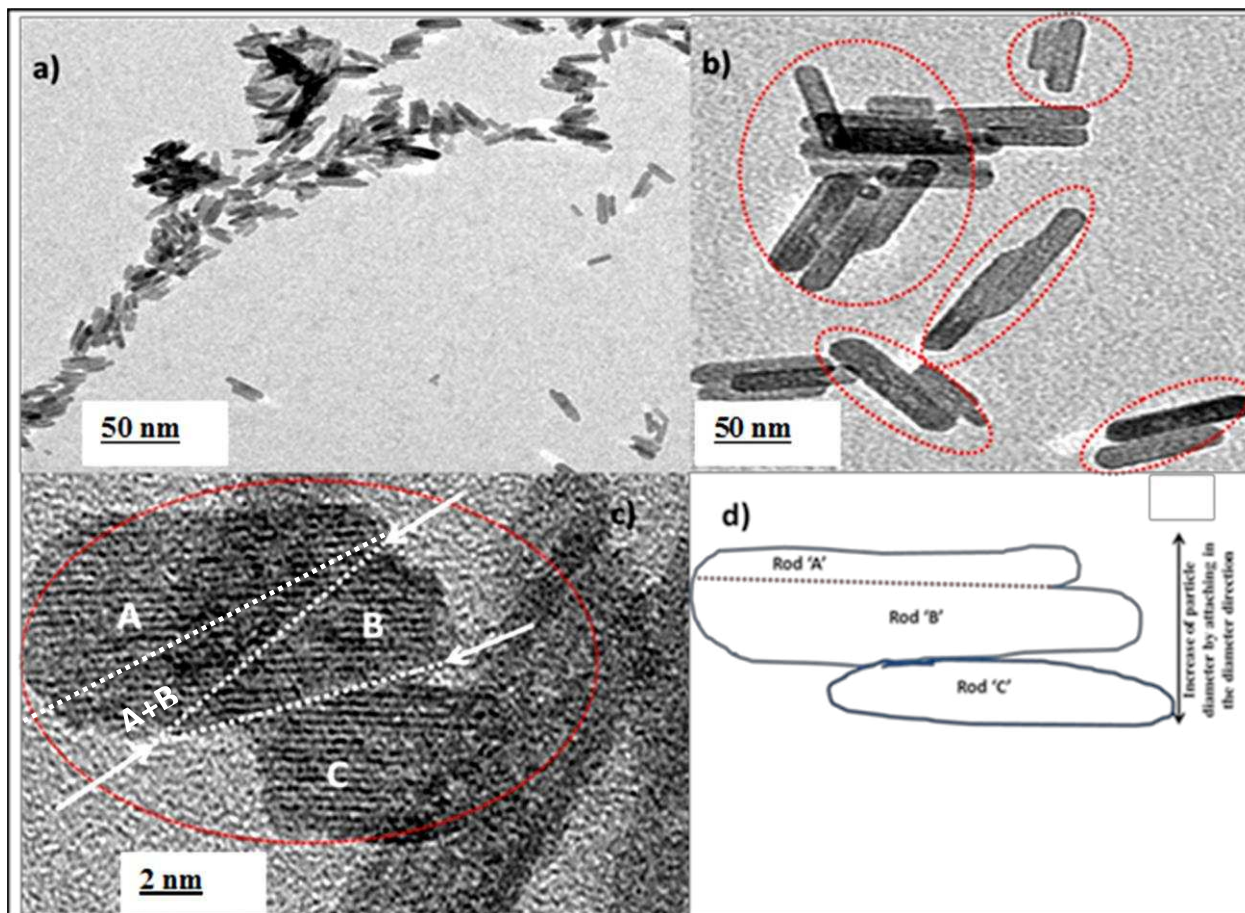 a)
50 nm
b)
50 nm
c)
A
B
A+B
C
2 nm
d)
Rod 'A'
Rod 'B'
Rod 'C'
Increase of particle
diameter by attaching in
the diameter direction